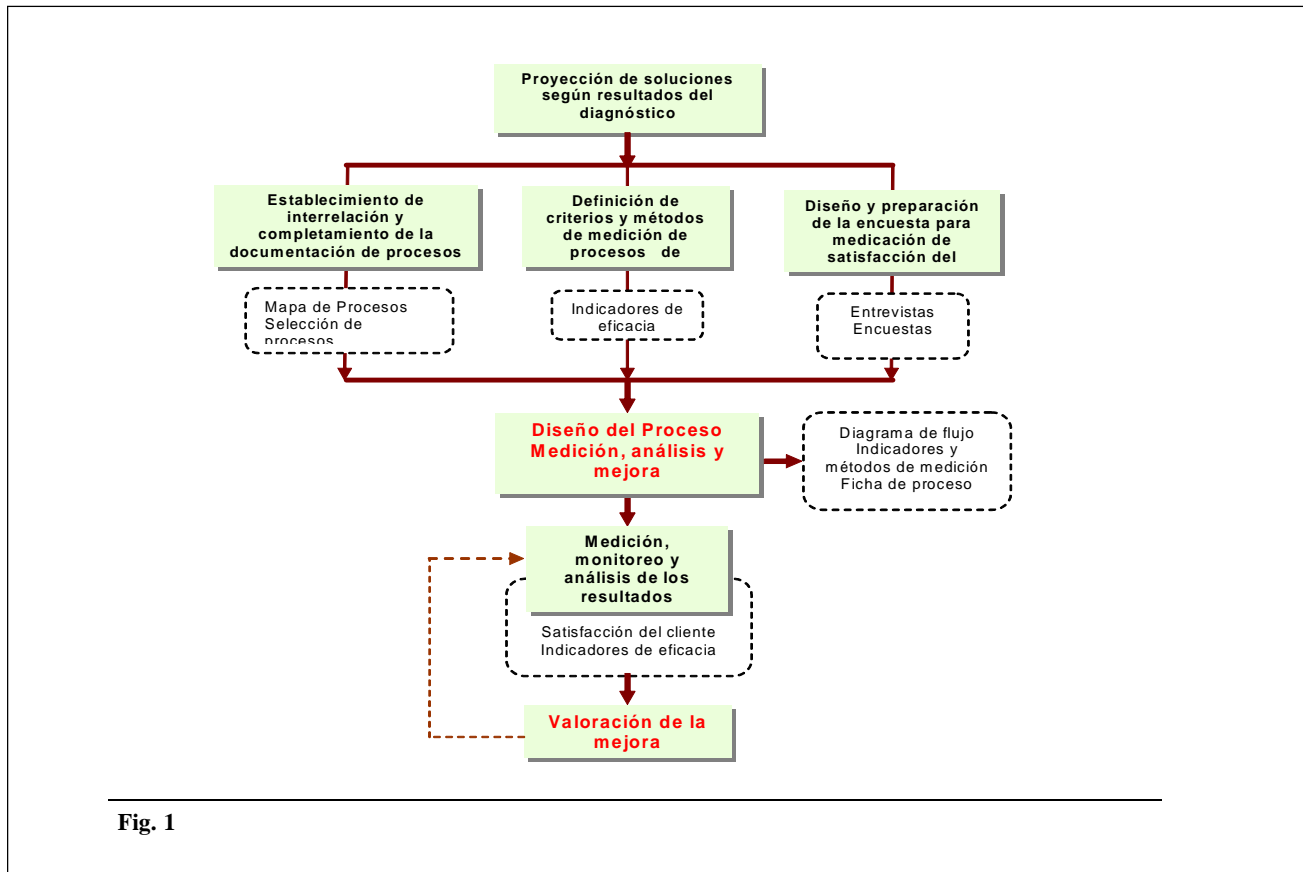 Proyección de soluciones
según resultados del
diagnóstico
Establecimiento de
interrelación y
completamiento de la
documentación de procesos
Definición de
criterios y métodos
de medición de
procesos de
Diseño y preparación
de la encuesta para
medicación de
satisfacción del
Mapa de Procesos
Selección de
procesos
Indicadores de
eficacia
Entrevistas
Encuestas
Diseño del Proceso
Medición, análisis y
mejora
Diagrama de flujo
Indicadores y
métodos de medición
Ficha de proceso
Medición,
monitoreo y
análisis de los
resultados
Satisfacción del cliente
Indicadores de eficacia
Valoración de la
mejora
Fig. 1